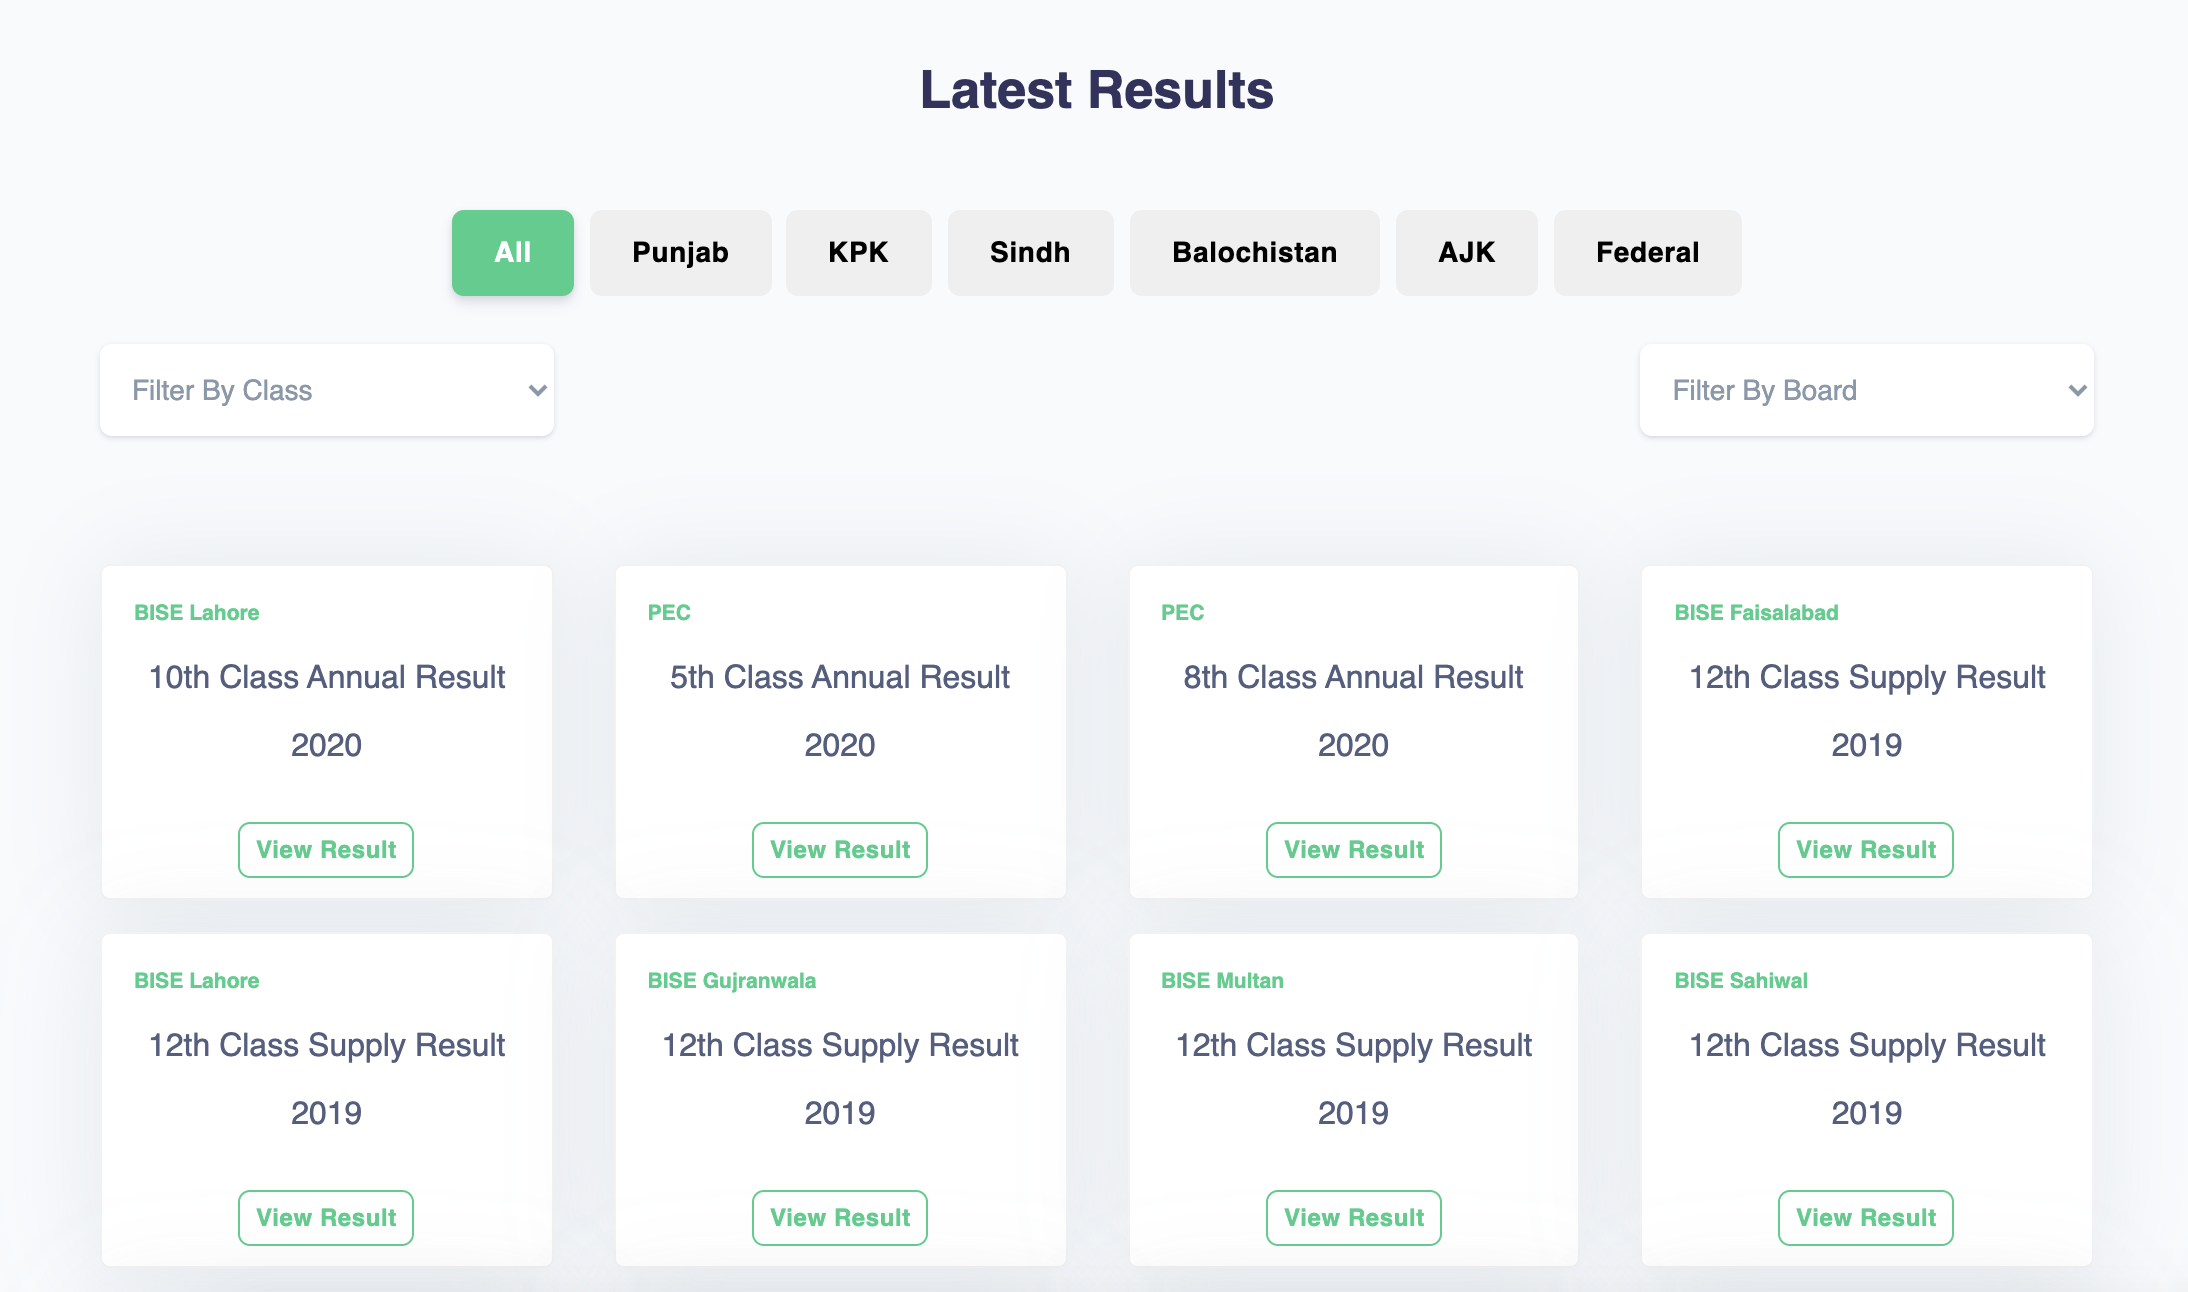 Latest Results
All
Punjab
KPK
Sindh
Balochistan
AJK
Federal
Filter By Class
Filter By Board
BISE Lahore
10th Class Annual Result
2020
View Result
PEC
5th Class Annual Result
2020
View Result
PEC
8th Class Annual Result
2020
View Result
BISE Faisalabad
12th Class Supply Result
2019
View Result
BISE Lahore
12th Class Supply Result
2019
View Result
BISE Gujranwala
12th Class Supply Result
2019
View Result
BISE Multan
12th Class Supply Result
2019
View Result
BISE Sahiwal
12th Class Supply Result
2019
View Result